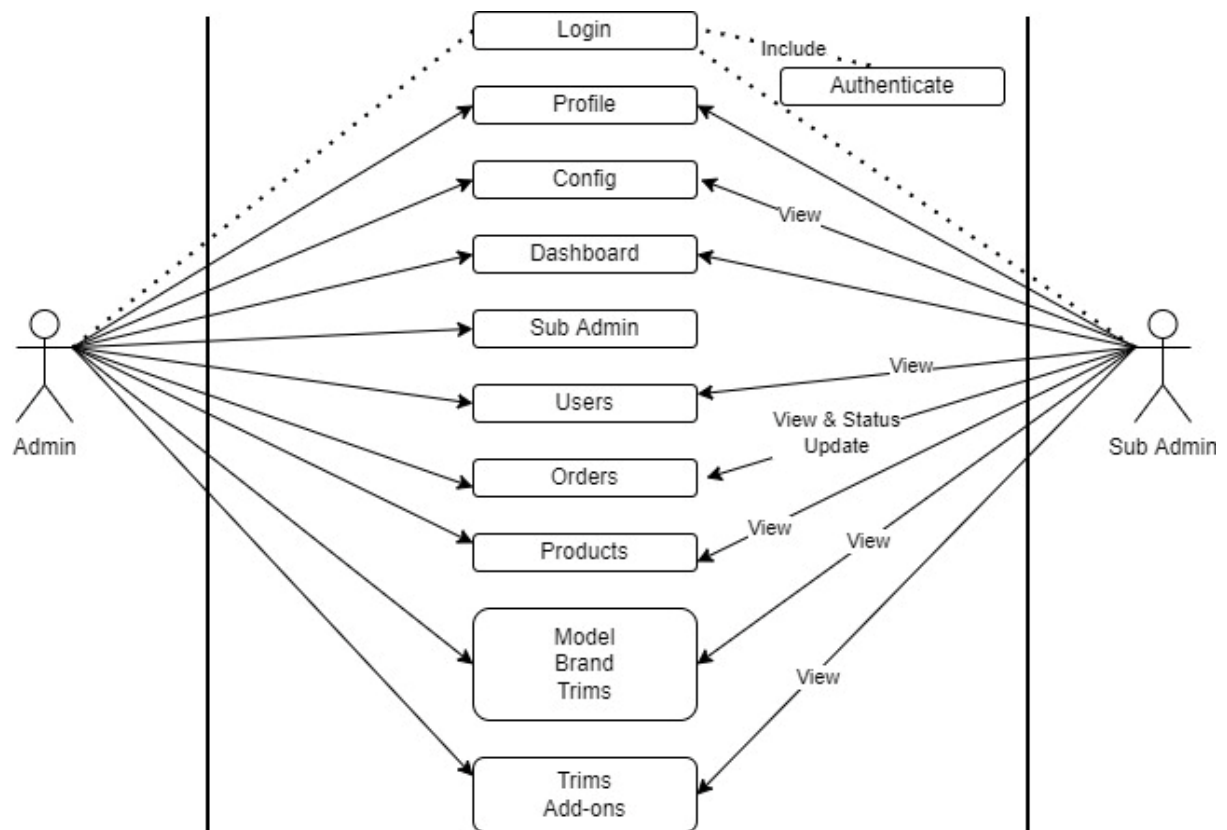 Login
Include
Authenticate
Profile
Config
View
Dashboard
Sub Admin
Users
View
Admin
View & Status
Update
Sub Admin
Orders
View
Products
View
Model
Brand
Trims
View
Trims
Add-ons